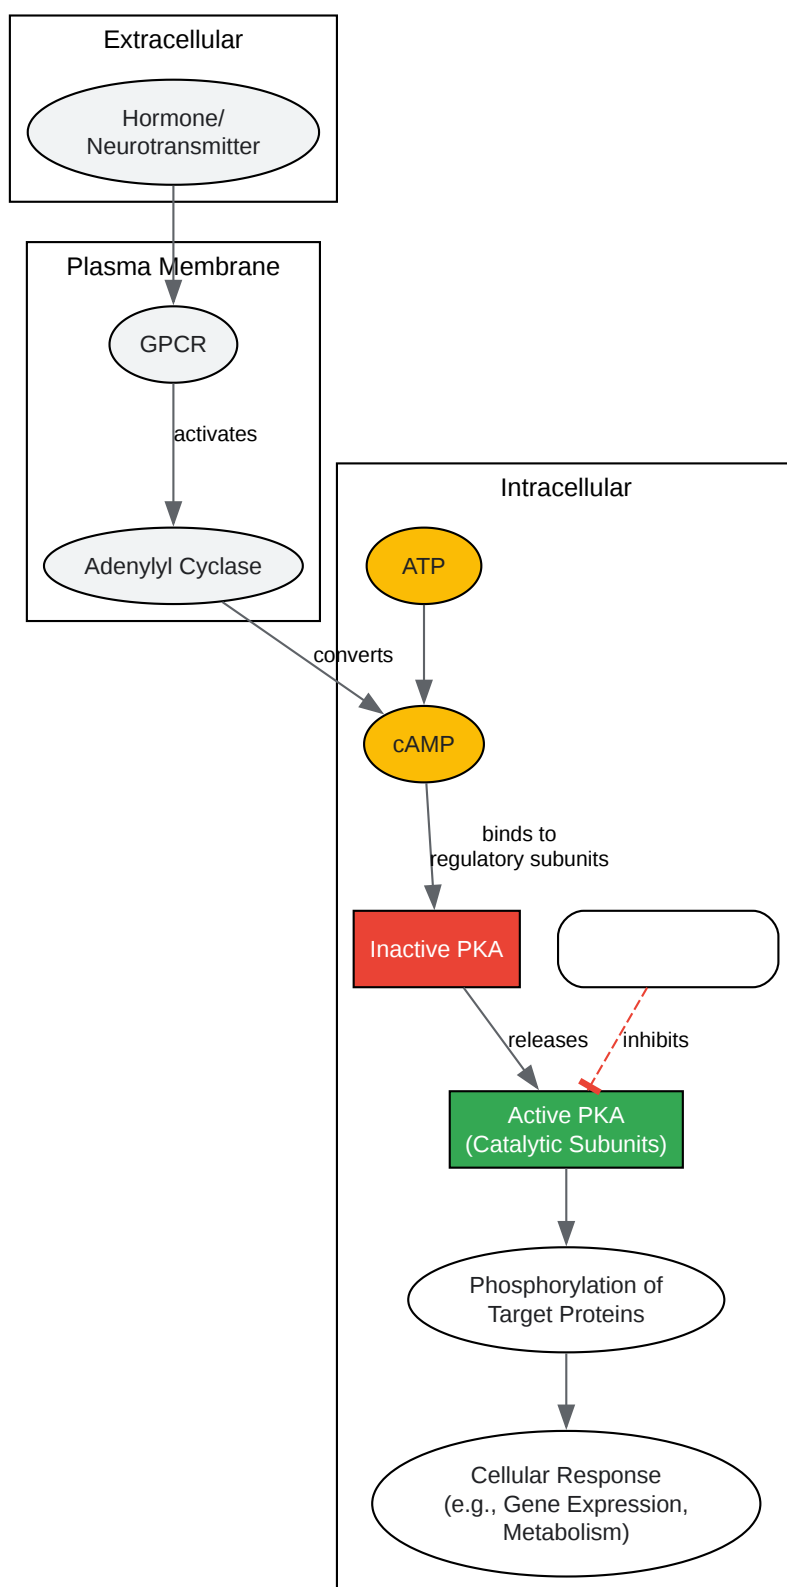 Extracellular
Hormone/
Neurotransmitter
Plasma Membrane
GPCR
activates
Intracellular
Adenylyl Cyclase
ATP
converts
cAMP
binds to
regulatory subunits
Inactive PKA
releases
inhibits
Active PKA
(Catalytic Subunits)
Phosphorylation of
Target Proteins
Cellular Response
(e.g., Gene Expression,
Metabolism)